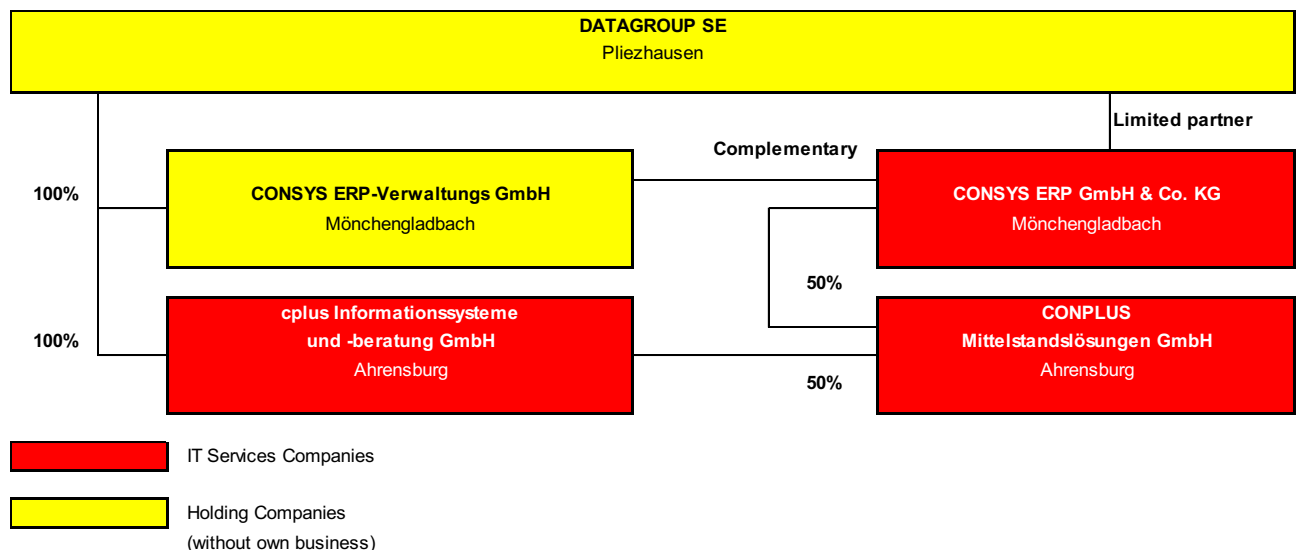 DATAGROUP SE
Pliezhausen
Limited partner
Complementary
100%
CONSYS ERP-Verwaltungs GmbH
Mönchengladbach
CONSYS ERP GmbH & Co. KG
Mönchengladbach
50%
100%
cplus Informationssysteme
und -beratung GmbH
Ahrensburg
CONPLUS
Mittelstandslösungen GmbH
Ahrensburg
50%
IT Services Companies
Holding Companies
(without own business)